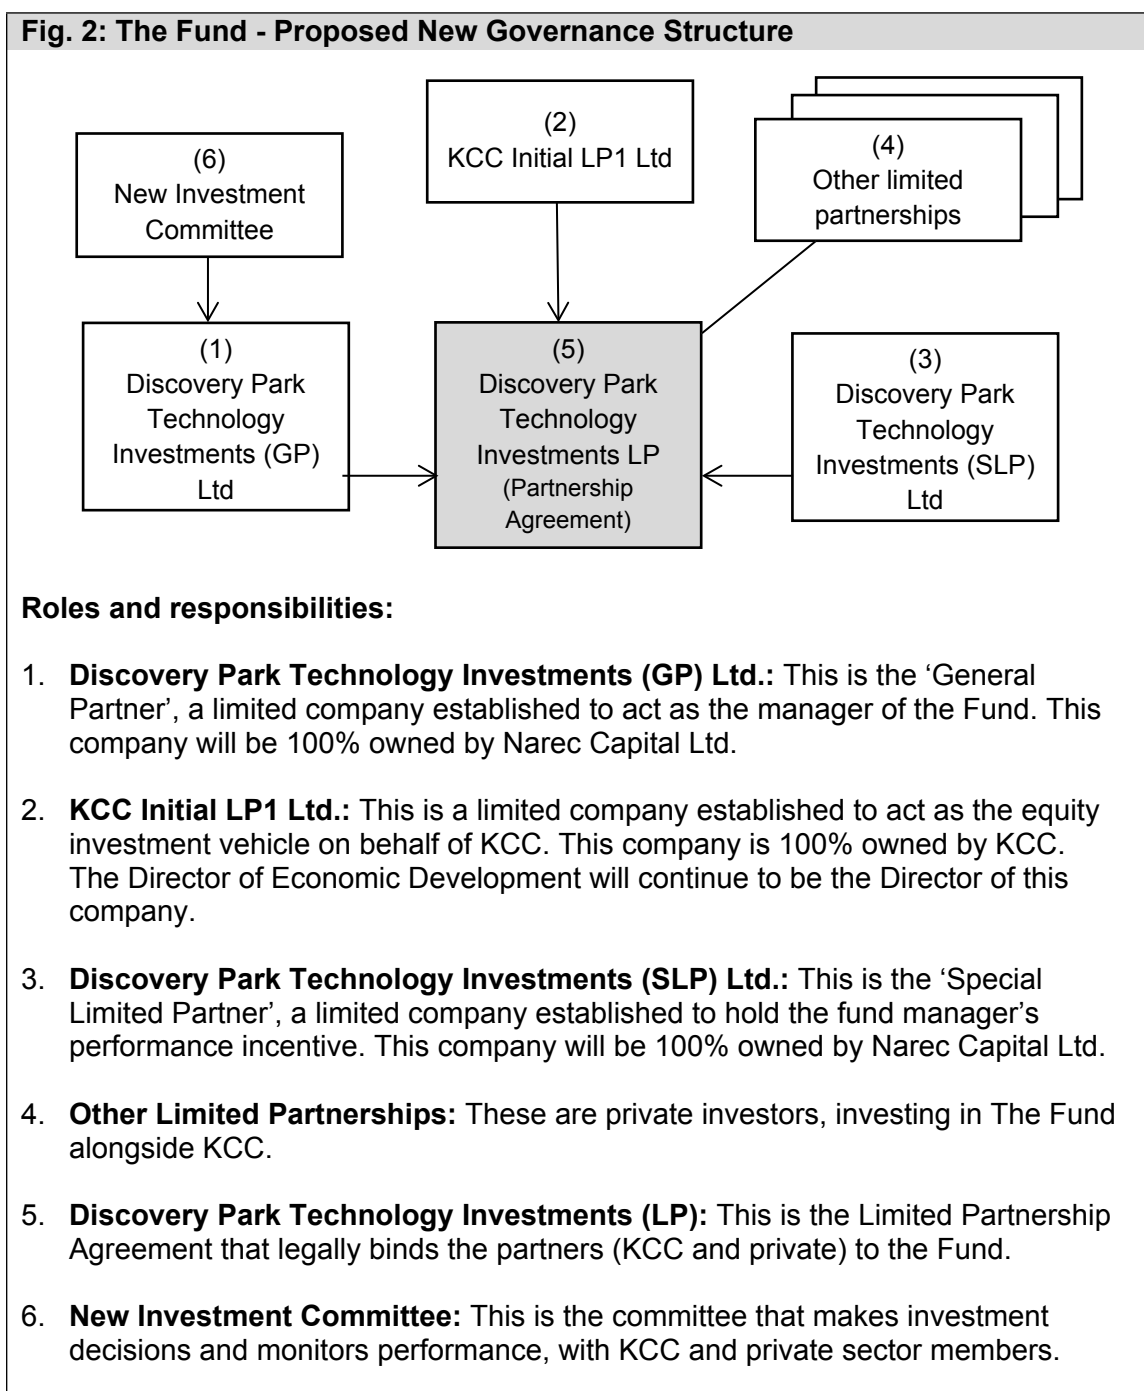 Fig. 2: The Fund - Proposed New Governance Structure
(6)
New Investment
Committee
(2)
KCC Initial LP1 Ltd
(4)
Other limited
partnerships
(1)
Discovery Park
Technology
Investments (GP)
Ltd
(5)
Discovery Park
Technology
Investments LP
(Partnership
Agreement)
(3)
Discovery Park
Technology
Investments (SLP)
Ltd
Roles and responsibilities:
1. Discovery Park Technology Investments (GP) Ltd.: This is the ‘General
Partner’, a limited company established to act as the manager of the Fund. This
company will be 100% owned by Narec Capital Ltd.
2. KCC Initial LP1 Ltd.: This is a limited company established to act as the equity
investment vehicle on behalf of KCC. This company is 100% owned by KCC.
The Director of Economic Development will continue to be the Director of this
company.
3. Discovery Park Technology Investments (SLP) Ltd.: This is the ‘Special
Limited Partner’, a limited company established to hold the fund manager’s
performance incentive. This company will be 100% owned by Narec Capital Ltd.
4. Other Limited Partnerships: These are private investors, investing in The Fund
alongside KCC.
5. Discovery Park Technology Investments (LP): This is the Limited Partnership
Agreement that legally binds the partners (KCC and private) to the Fund.
6. New Investment Committee: This is the committee that makes investment
decisions and monitors performance, with KCC and private sector members.